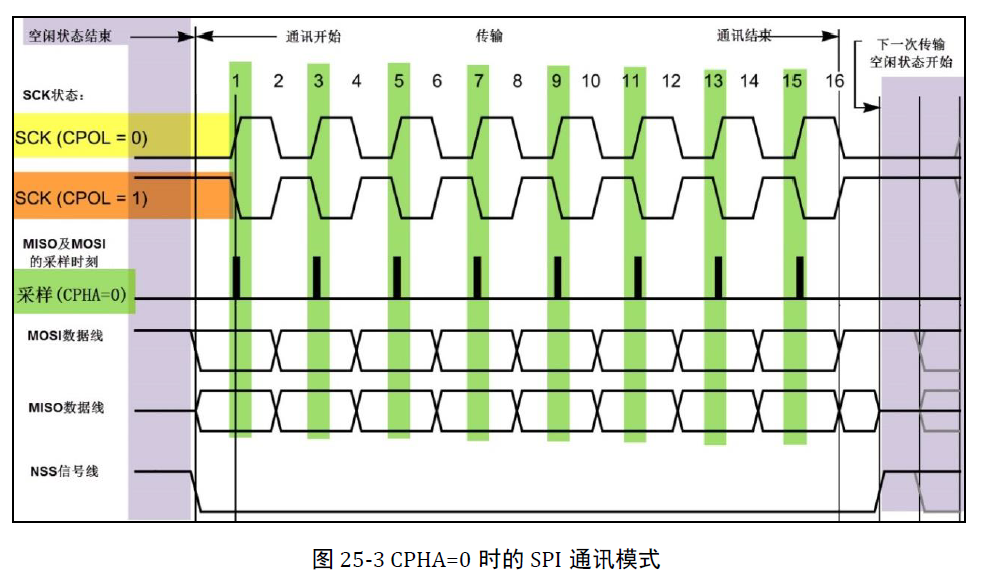 空闲状态结束
通讯开始
传输
通讯结束
下一次传输
空闲状态开始
1 2 3 4 5 6 7 8 9 10 11 12 13 14 15 16
SCK状态:
SCK (CPOL = 0)
SCK (CPOL = 1)
MISO及MOSI
的采样时刻
采样(CPHA=0)
MOSI数据线
MISO数据线
NSS信号线
图 25-3 CPHA=0 时的 SPI 通讯模式